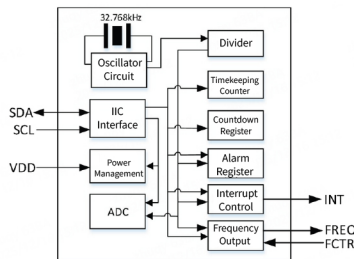 32.768kHz
Oscillator
Circuit
Divider
Timekeeping
Counter
SDA
SCL
IIC
Interface
Countdown
Register
VDD
Power
Management
Alarm
Register
ADC
Interrupt
Control
INT
Frequency
Output
FREQ
FCTR